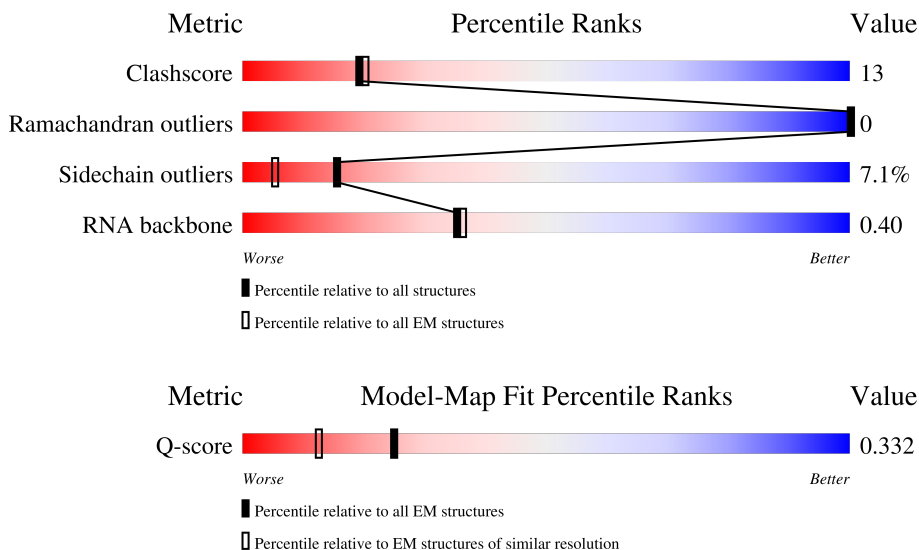 Metric Percentile Ranks Value
Clashscore 13
Ramachandran outliers 0
Sidechain outliers 7.1%
RNA backbone 0.40
Worse Better
Percentile relative to all structures
Percentile relative to all EM structures
Metric Model-Map Fit Percentile Ranks Value
Q-score 0.332
Worse Better
Percentile relative to all EM structures
Percentile relative to EM structures of similar resolution